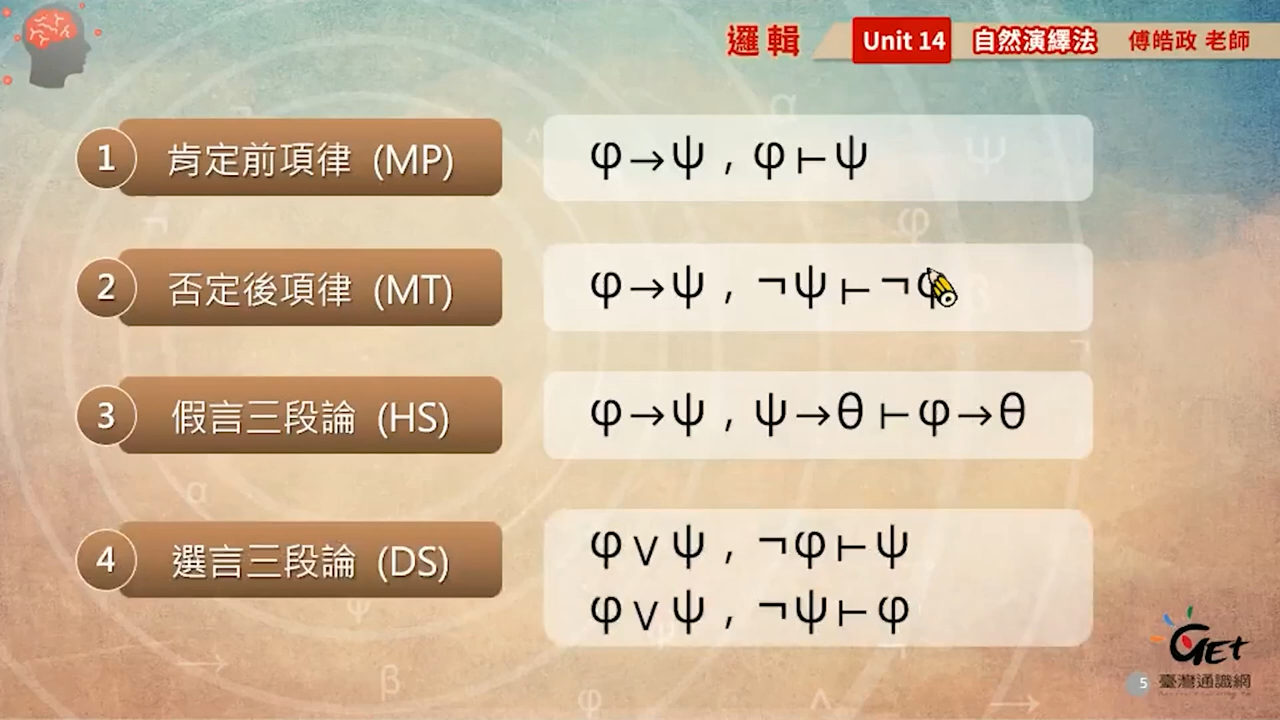 邏輯 Unit 14 自然演繹法 傅皓政 老師
1 肯定前項律 (MP) φ→ψ , φ⊢ψ
2 否定後項律 (MT) φ→ψ , ¬ψ⊢¬φ
3 假言三段論 (HS) φ→ψ , ψ→θ⊢φ→θ
4 選言三段論 (DS)
φ∨ψ , ¬φ⊢ψ
φ∨ψ , ¬ψ⊢φ
GET
5 臺灣通識網